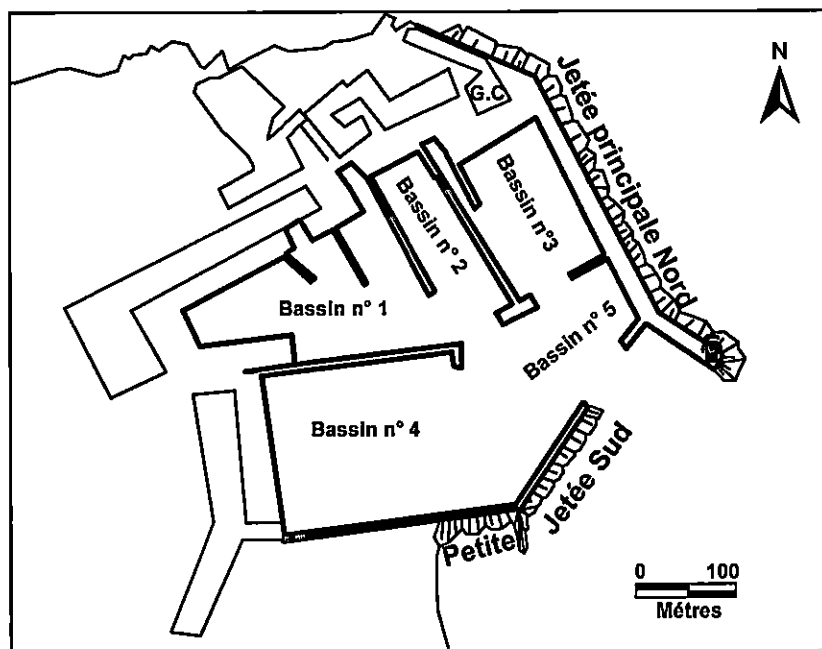 N
G.C
Jetée principale Nord
Bassin n°3
Bassin n° 2
Bassin n° 1
Bassin n° 5
Bassin n° 4
Petite Jetée Sud
0 100
Métres